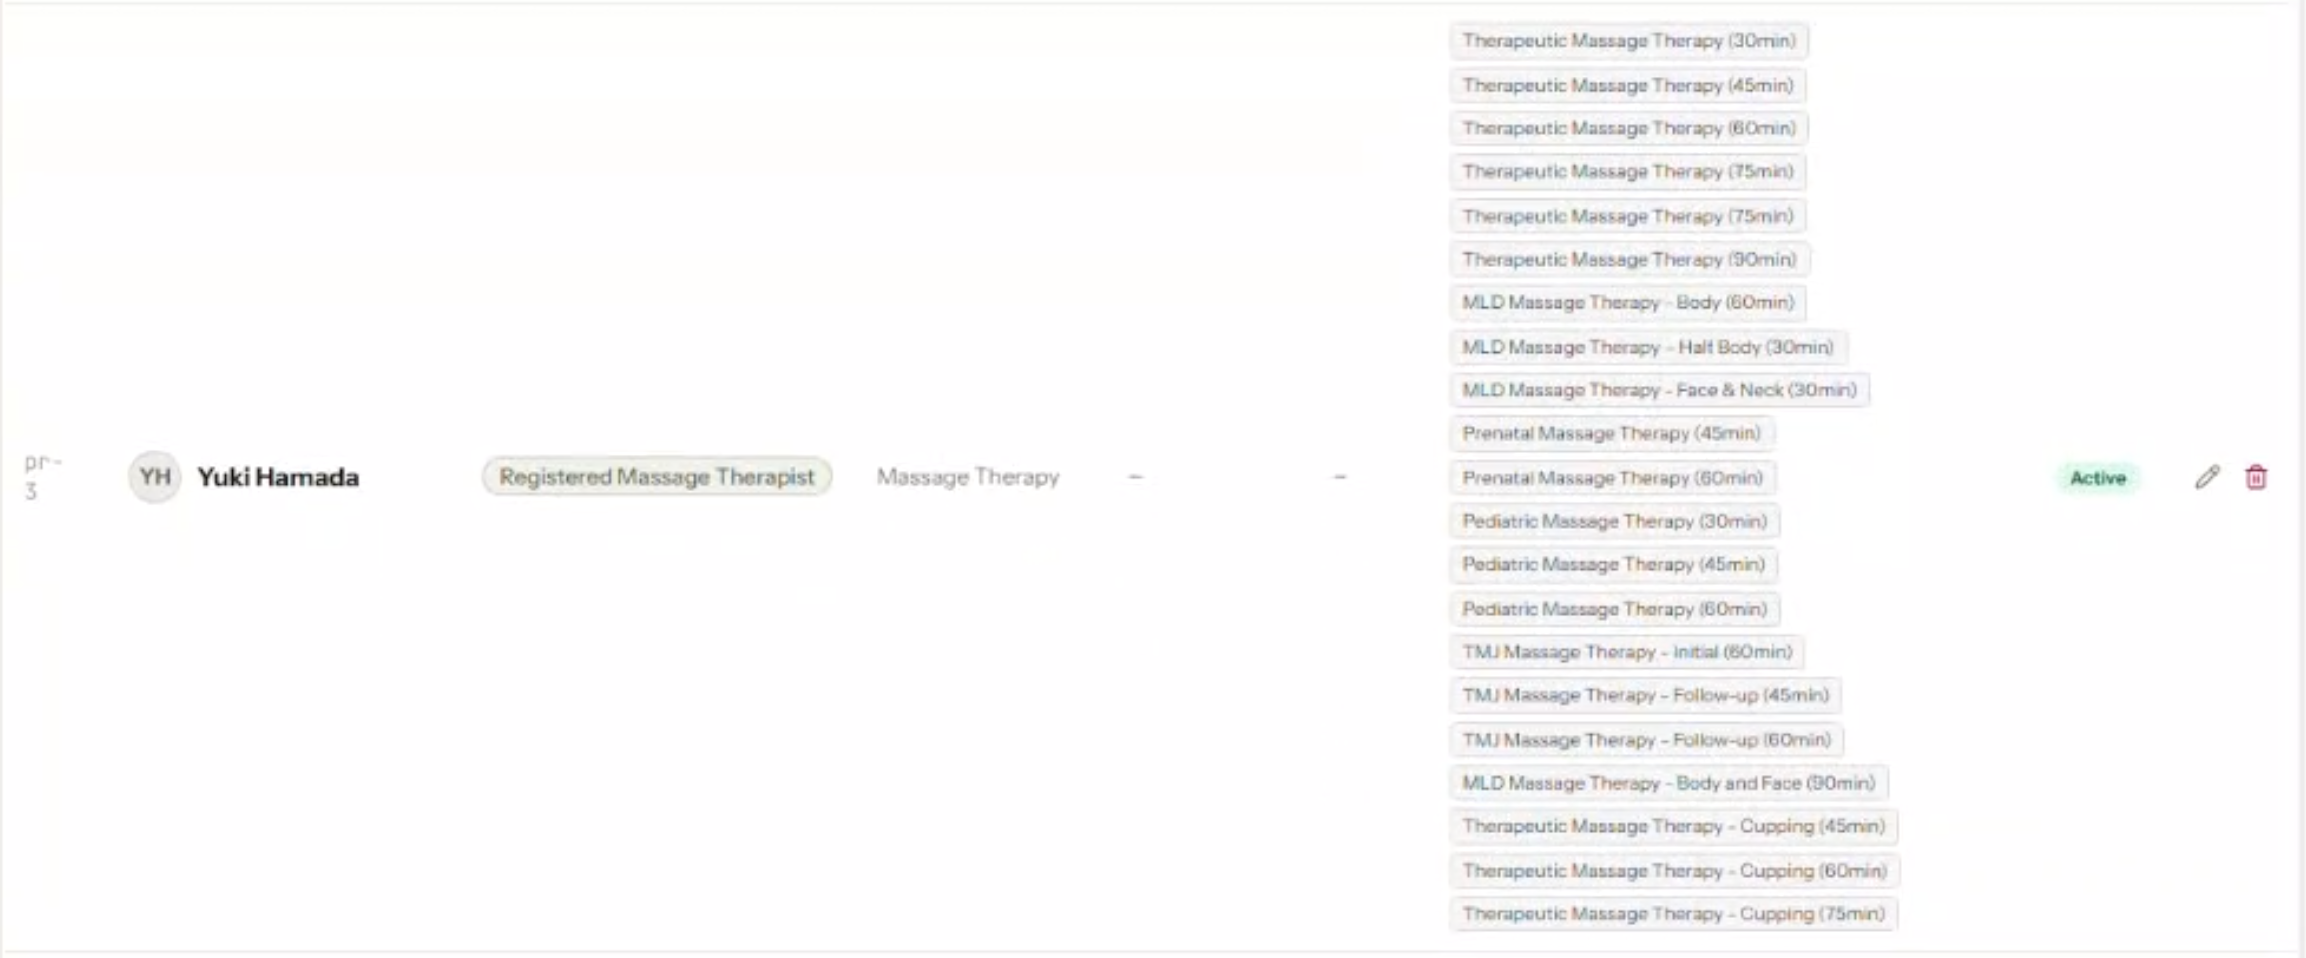 Therapeutic Massage Therapy (30min)
Therapeutic Massage Therapy (45min)
Therapeutic Massage Therapy (60min)
Therapeutic Massage Therapy (75min)
Therapeutic Massage Therapy (75min)
Therapeutic Massage Therapy (90min)
MLD Massage Therapy - Body (60min)
MLD Massage Therapy - Half Body (30min)
MLD Massage Therapy - Face & Neck (30min)
Prenatal Massage Therapy (45min)
pr-
3
YH Yuki Hamada Registered Massage Therapist Massage Therapy – – Prenatal Massage Therapy (60min) Active
Pediatric Massage Therapy (30min)
Pediatric Massage Therapy (45min)
Pediatric Massage Therapy (60min)
TMJ Massage Therapy - Initial (60min)
TMJ Massage Therapy - Follow-up (45min)
TMJ Massage Therapy - Follow-up (60min)
MLD Massage Therapy - Body and Face (90min)
Therapeutic Massage Therapy - Cupping (45min)
Therapeutic Massage Therapy - Cupping (60min)
Therapeutic Massage Therapy - Cupping (75min)